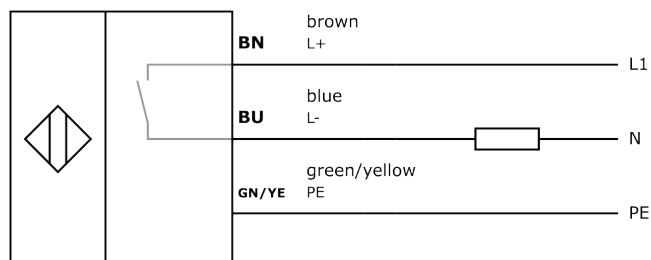 brown
BN L+
L1
blue
BU L-
N
green/yellow
GN/YE PE
PE